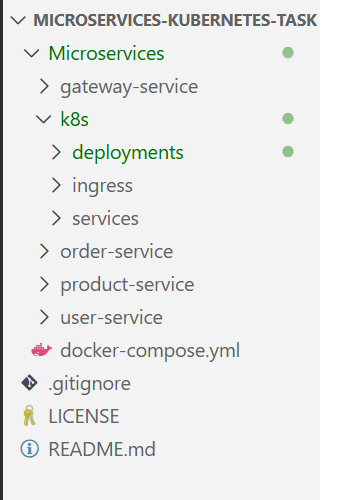 MICROSERVICES-KUBERNETES-TASK
Microservices
gateway-service
k8s
deployments
ingress
services
order-service
product-service
user-service
docker-compose.yml
.gitignore
LICENSE
README.md